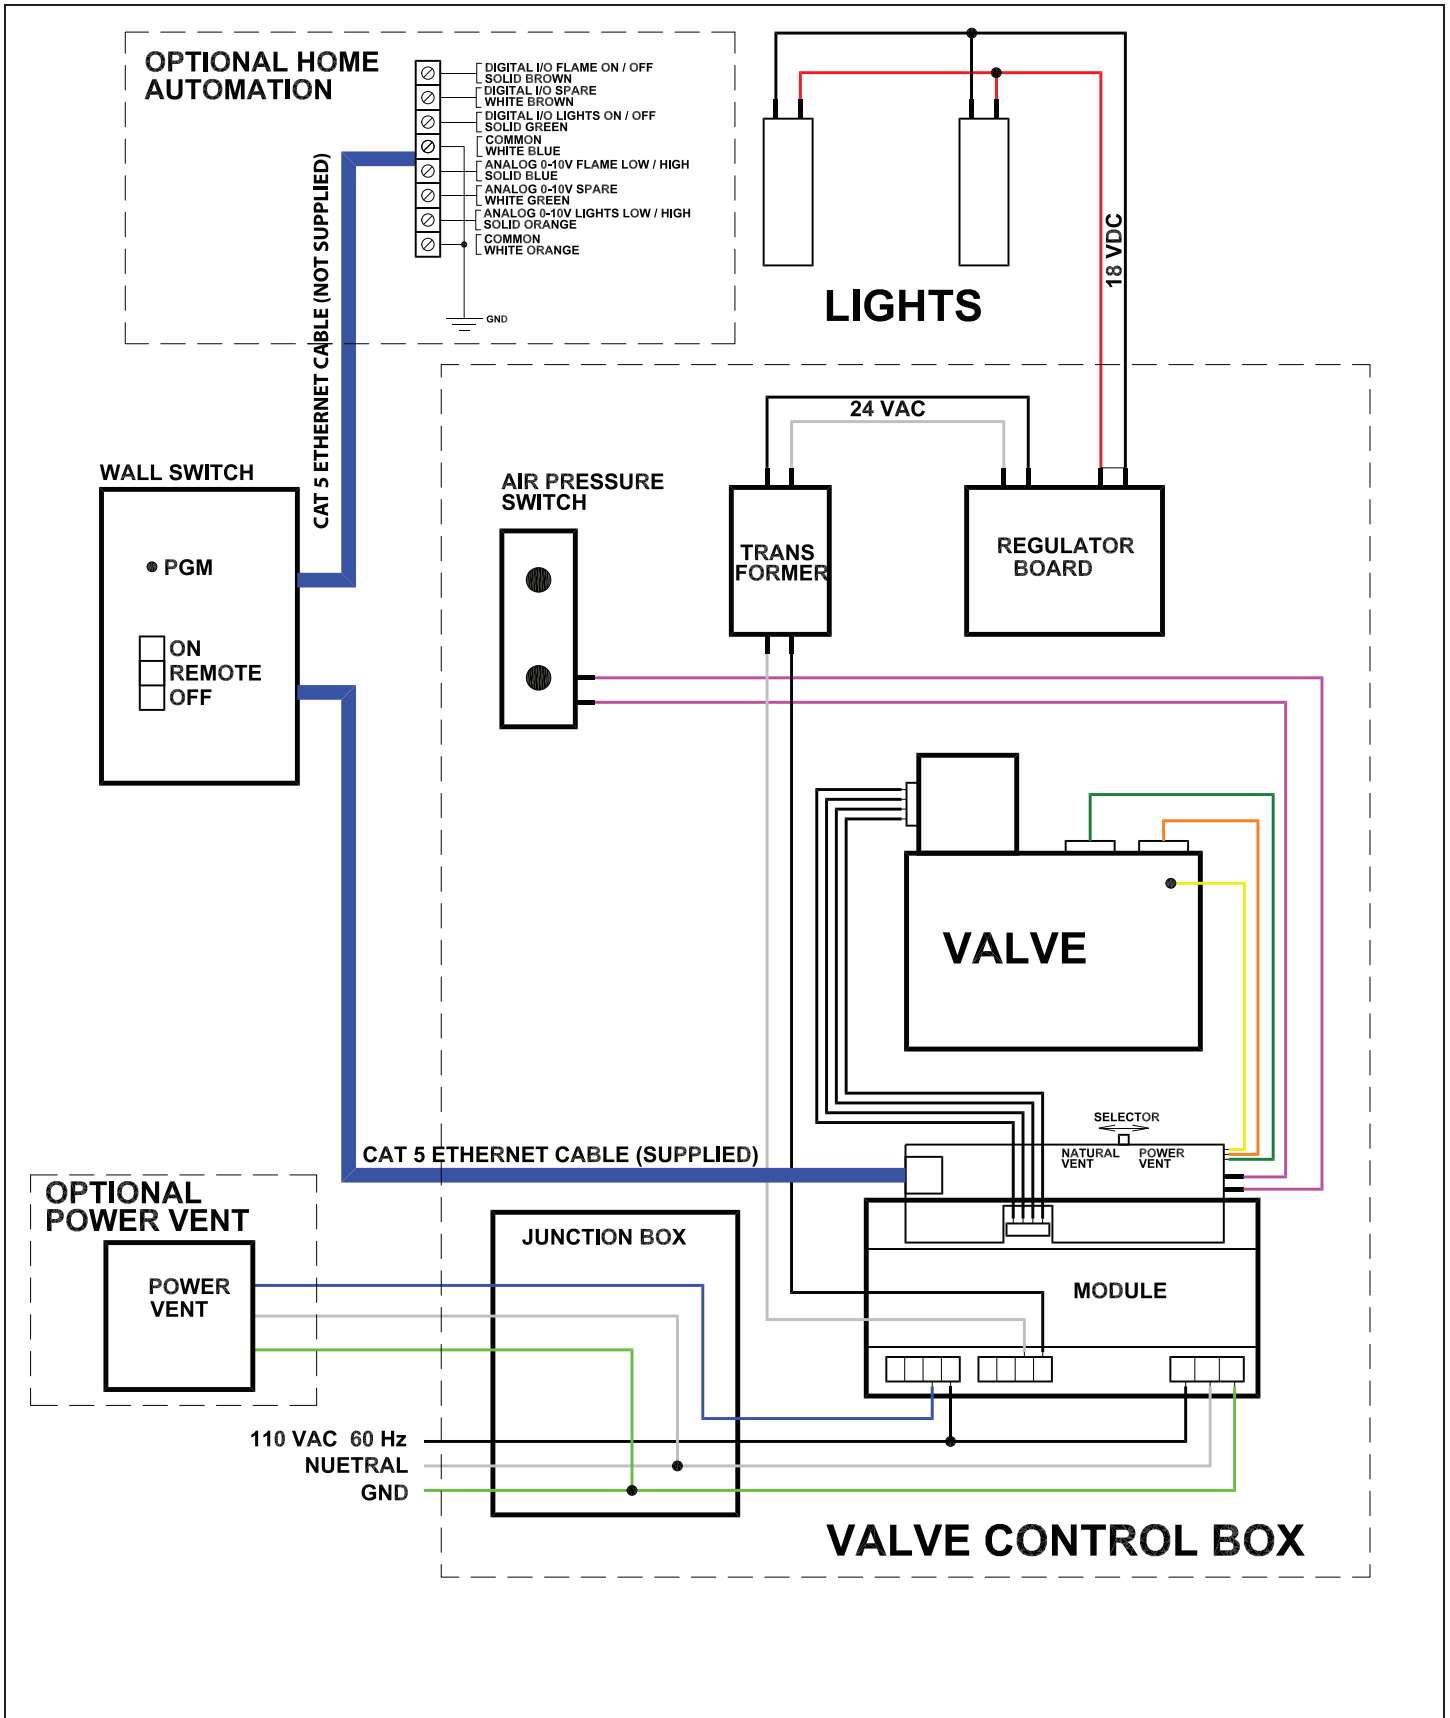 OPTIONAL HOME
AUTOMATION
DIGITAL I/O FLAME ON / OFF
SOLID BROWN
DIGITAL I/O SPARE
WHITE BROWN
DIGITAL I/O LIGHTS ON / OFF
SOLID GREEN
COMMON
WHITE BLUE
ANALOG 0-10V FLAME LOW / HIGH
SOLID BLUE
ANALOG 0-10V SPARE
WHITE GREEN
ANALOG 0-10V LIGHTS LOW / HIGH
SOLID ORANGE
COMMON
WHITE ORANGE
GND
CAT 5 ETHERNET CABLE (NOT SUPPLIED)
LIGHTS
18 VDC
24 VAC
WALL SWITCH
PGM
ON
REMOTE
OFF
AIR PRESSURE
SWITCH
TRANS
FORMER
REGULATOR
BOARD
VALVE
SELECTOR
NATURAL
VENT
POWER
VENT
CAT 5 ETHERNET CABLE (SUPPLIED)
OPTIONAL
POWER VENT
POWER
VENT
JUNCTION BOX
MODULE
110 VAC 60 Hz
NUETRAL
GND
VALVE CONTROL BOX